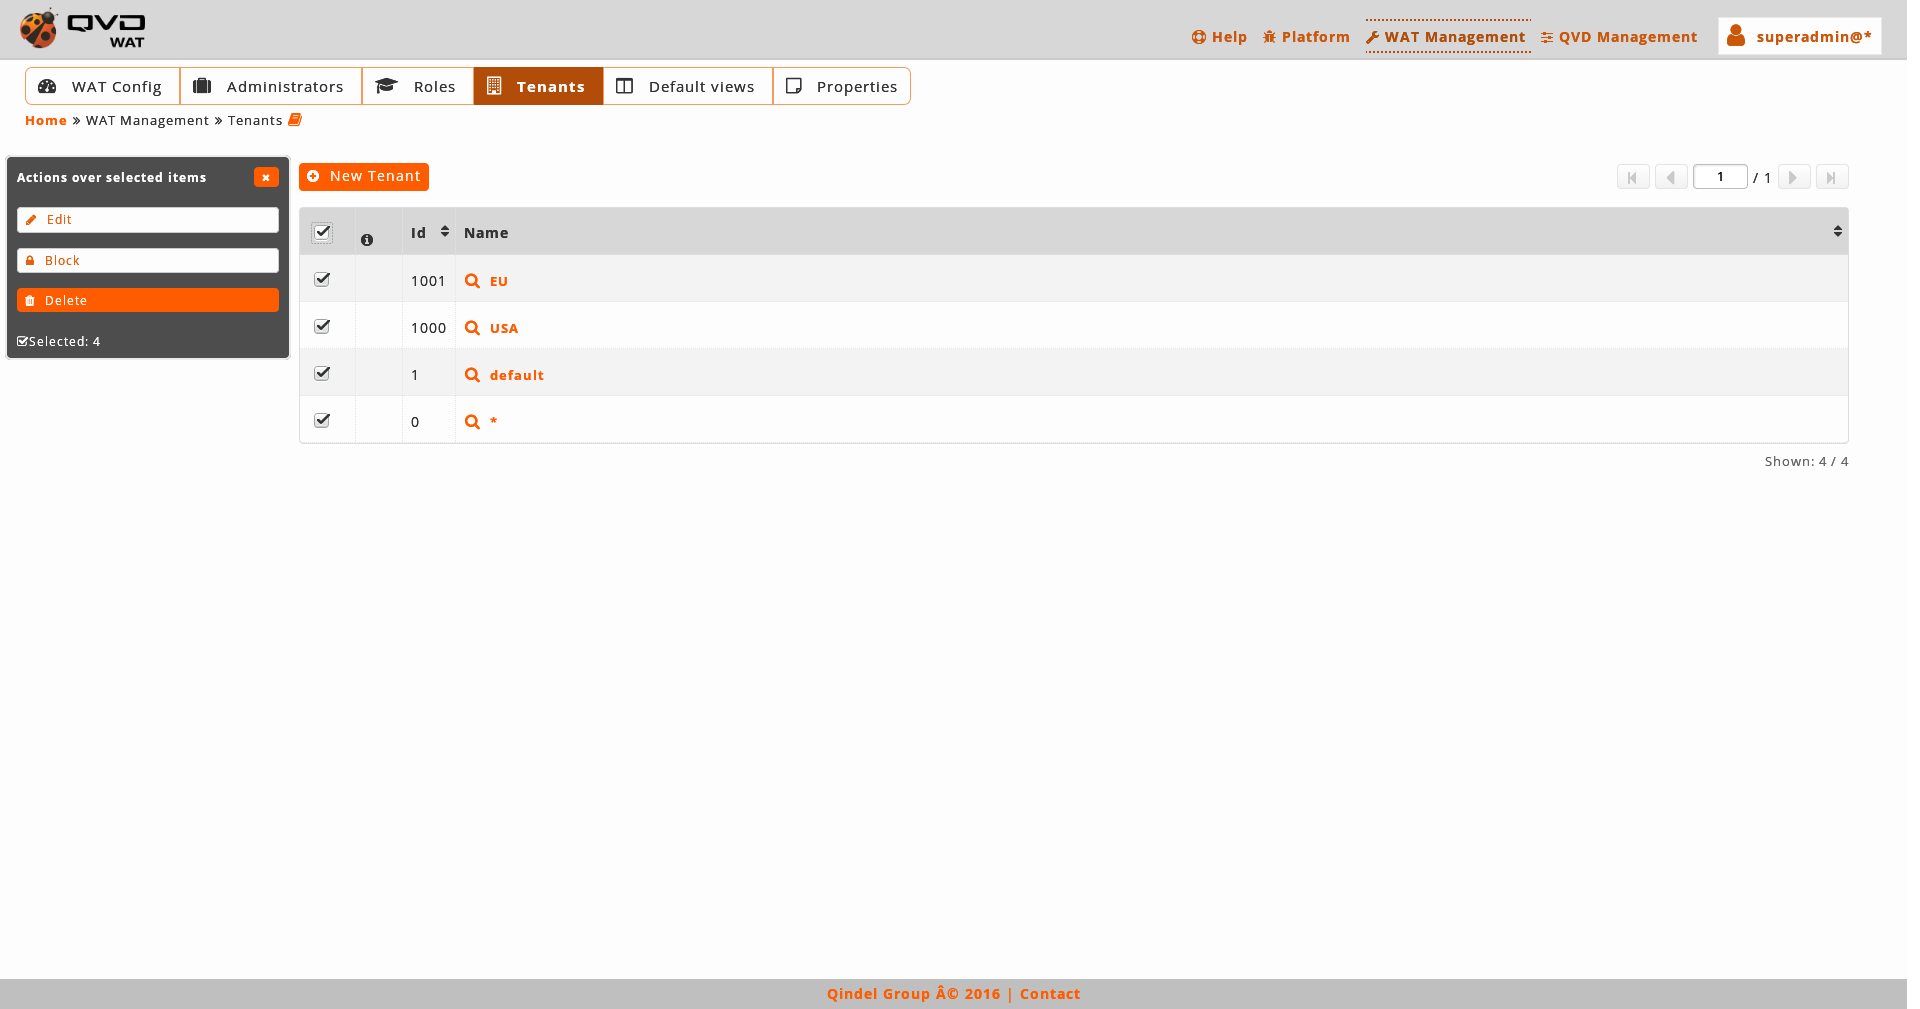 QVD
WAT
Help Platform WAT Management QVD Management superadmin@*
WAT Config Administrators Roles Tenants Default views Properties
Home » WAT Management » Tenants
Actions over selected items
Edit
Block
Delete
Selected: 4
New Tenant
1 / 1
Id Name
1001 EU
1000 USA
1 default
0 *
Shown: 4 / 4
Qindel Group Â© 2016 | Contact